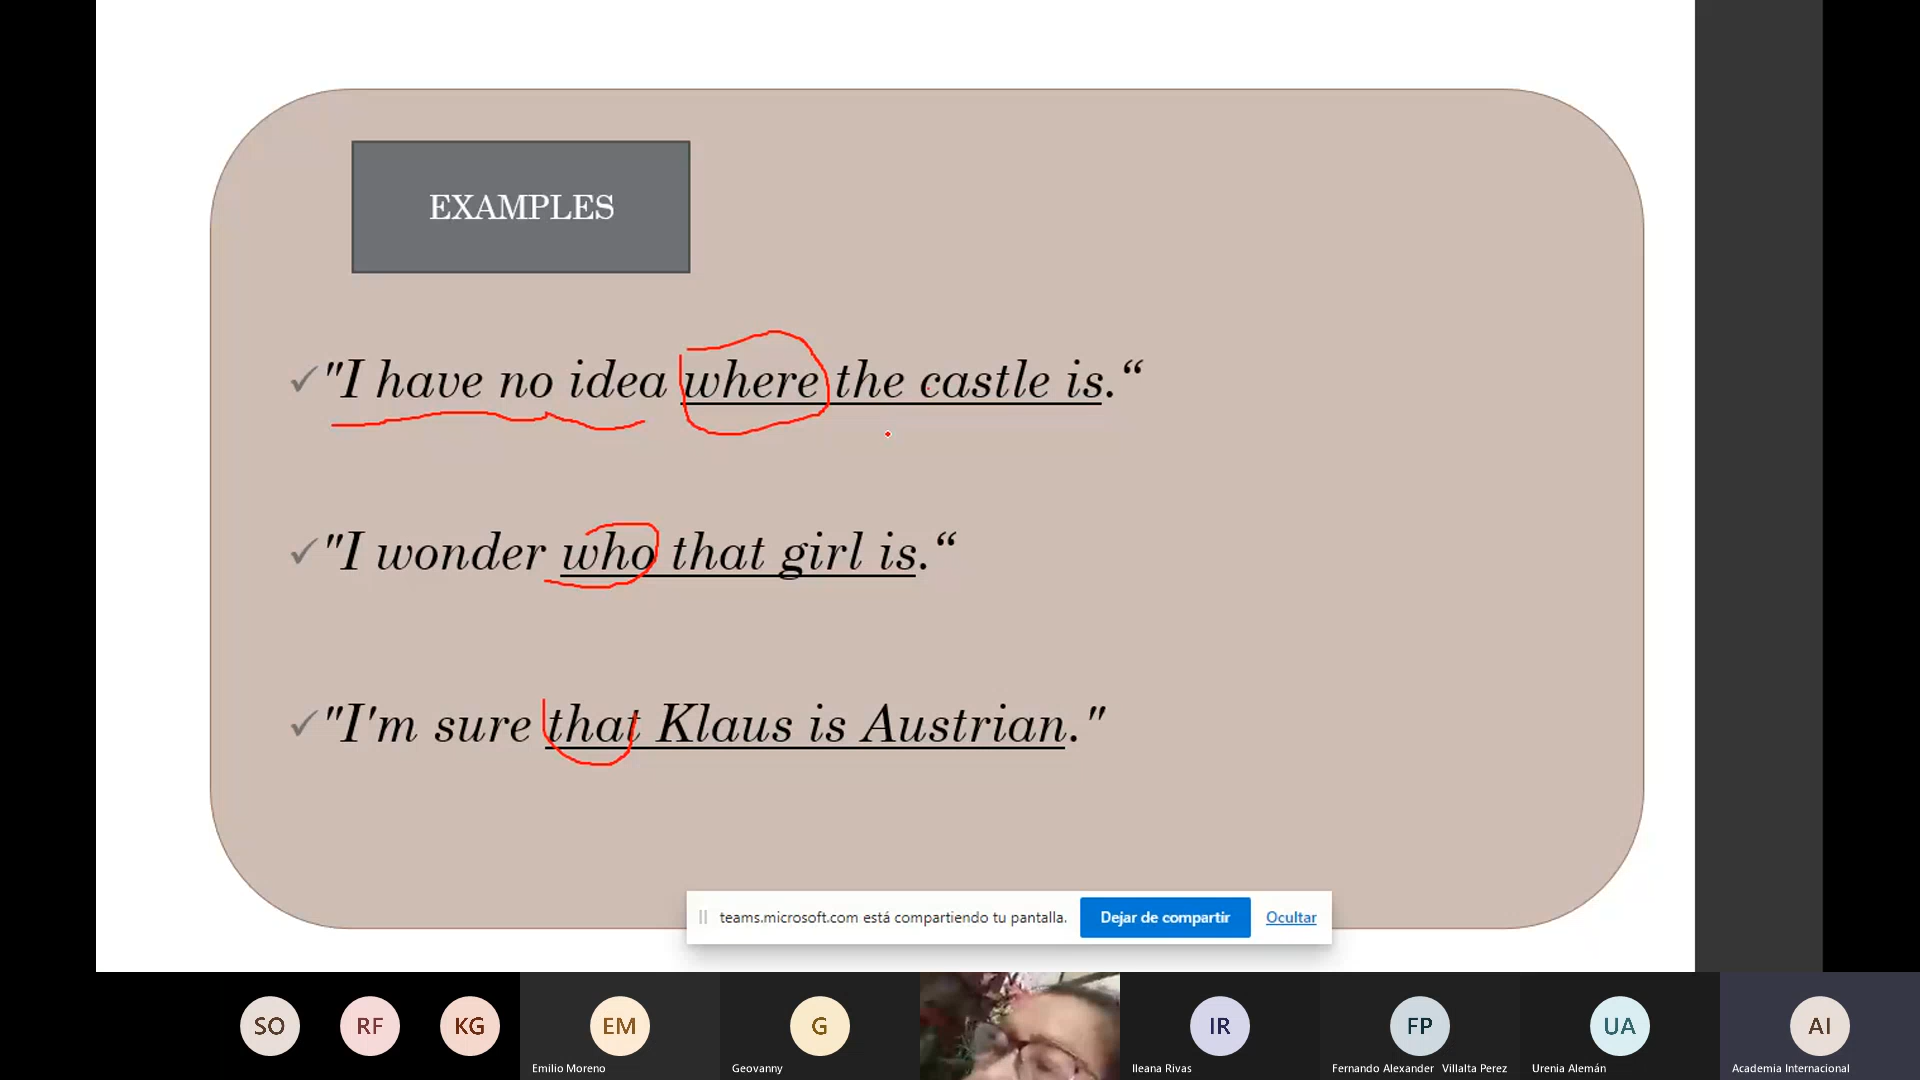 EXAMPLES
✓"I have no idea where the castle is.“
✓"I wonder who that girl is.“
✓"I'm sure that Klaus is Austrian."
teams.microsoft.com está compartiendo tu pantalla.
Dejar de compartir
Ocultar
SO
RF
KG
EM
G
IR
FP
UA
AI
Emilio Moreno
Geovanny
Ileana Rivas
Fernando Alexander Villalta Perez
Urenia Alemán
Academia Internacional